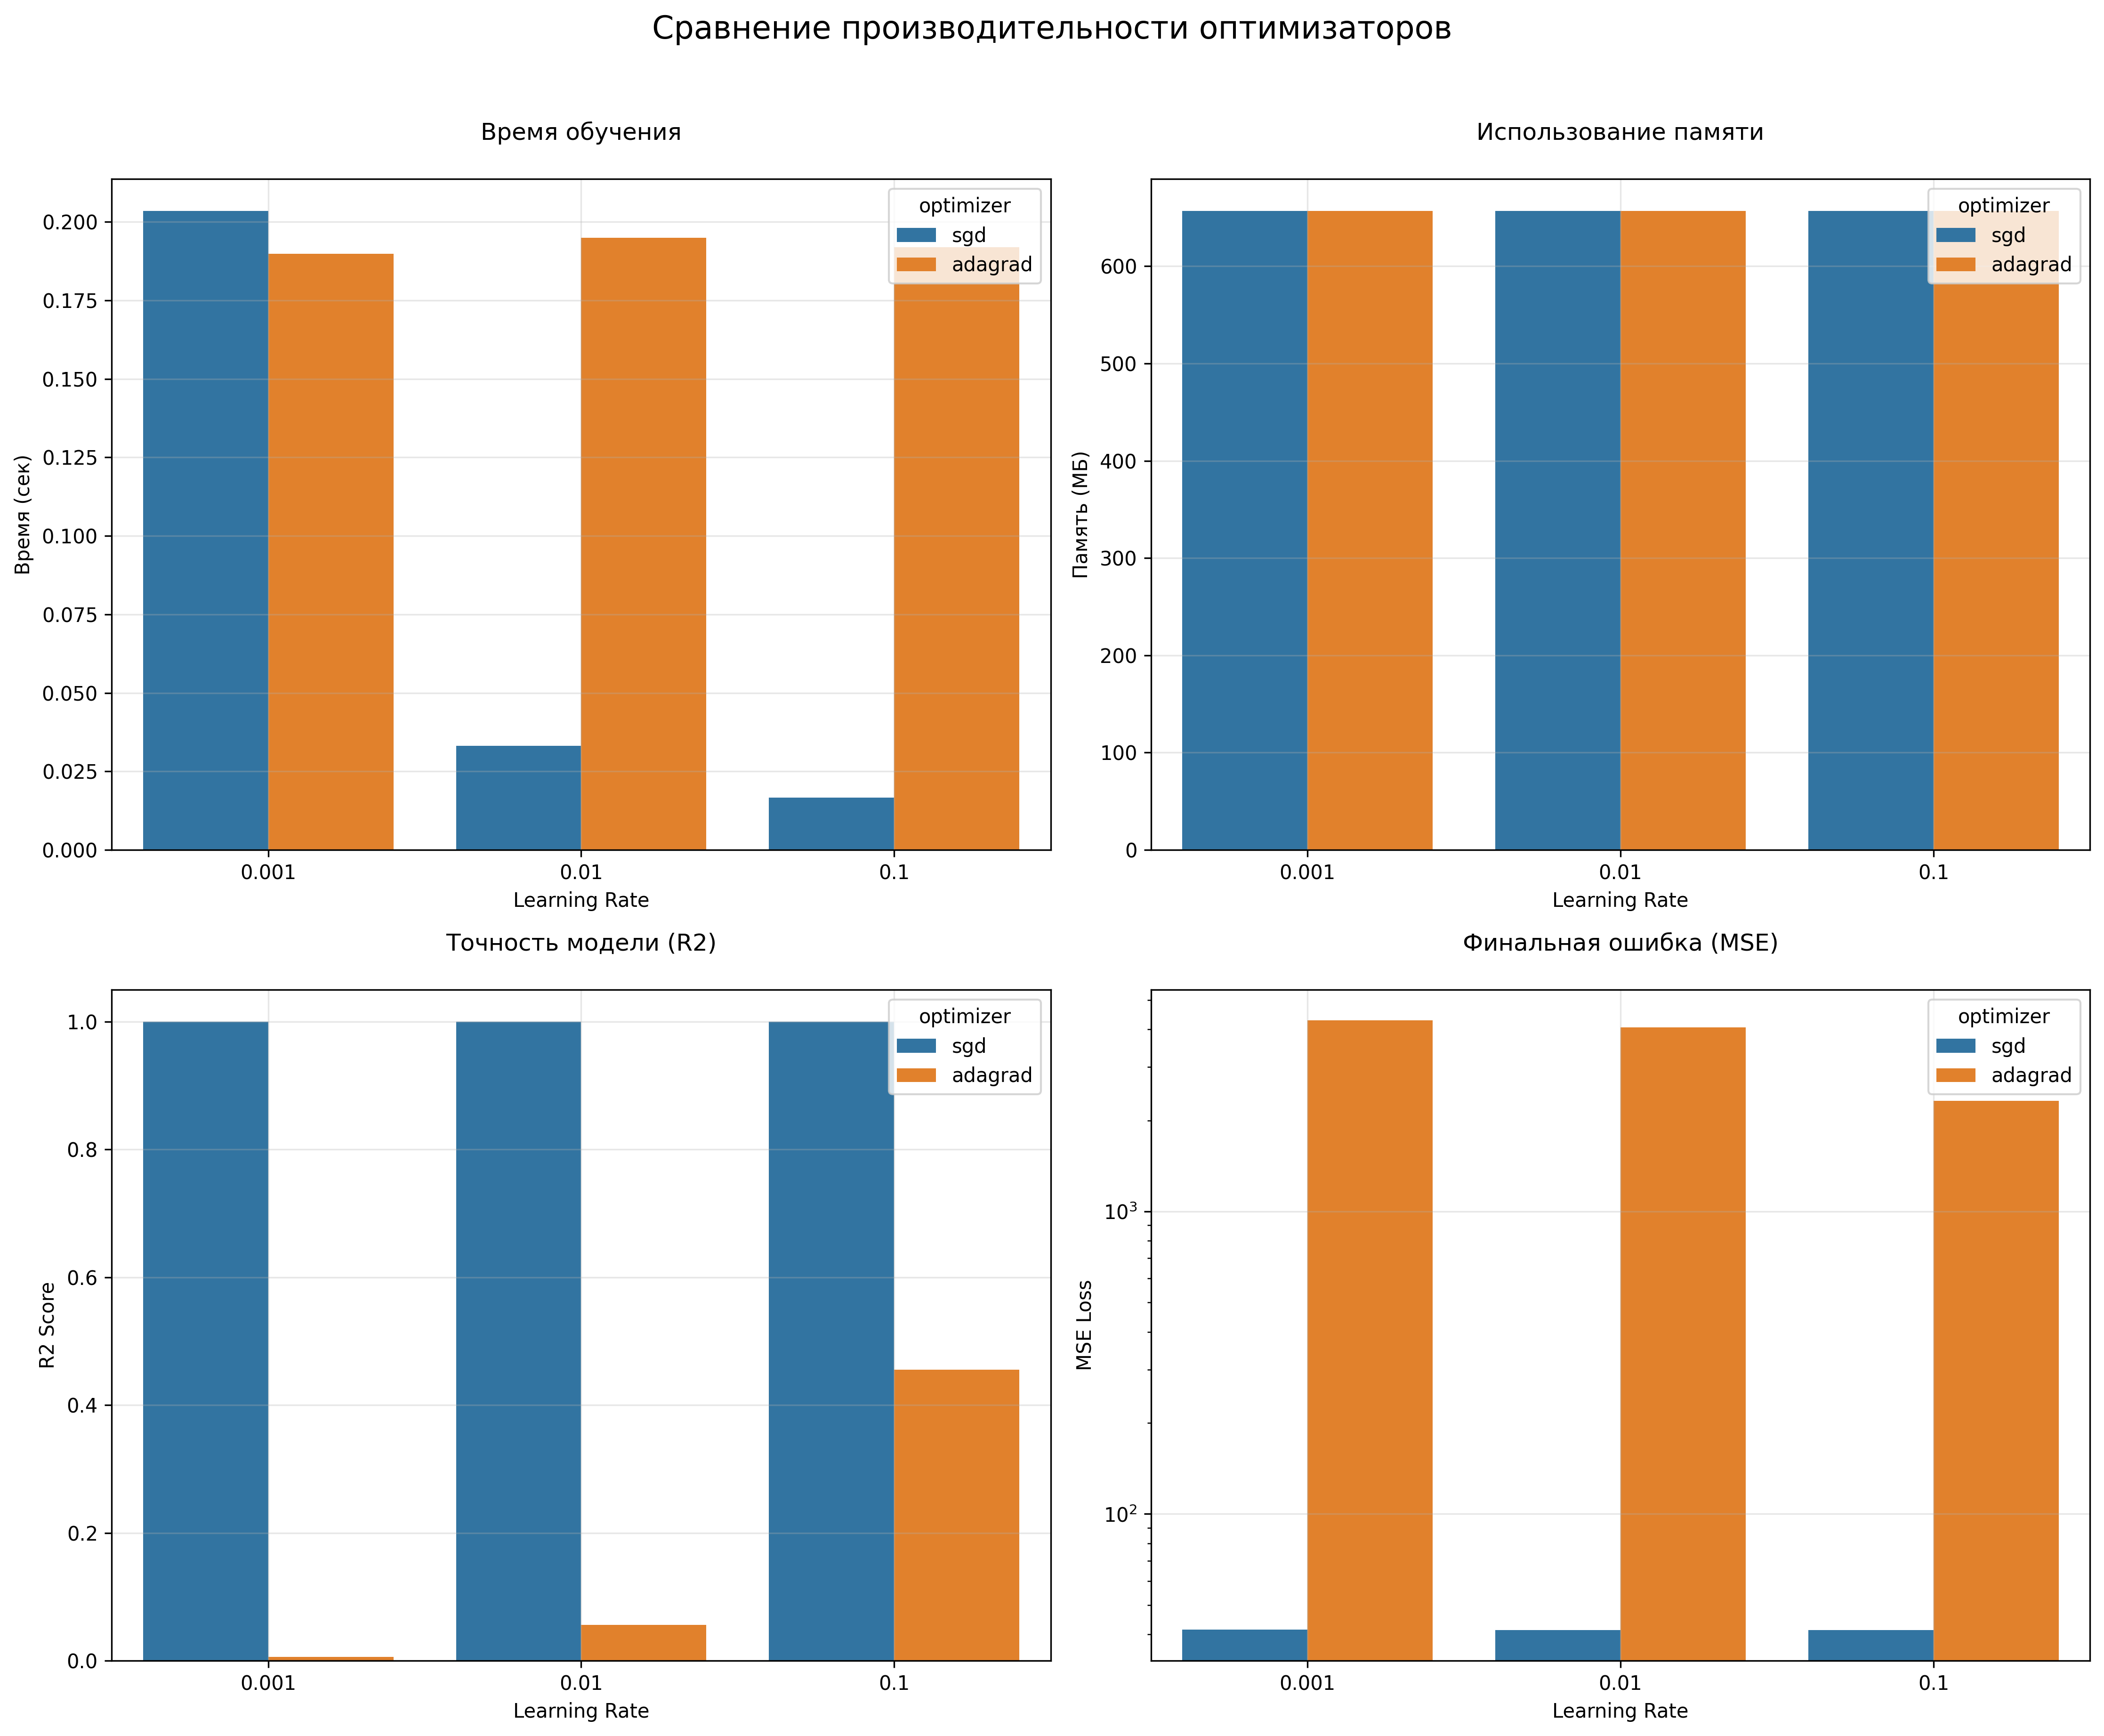 Сравнение производительности оптимизаторов
Время обучения
Время (сек)
0.200
0.175
0.150
0.125
0.100
0.075
0.050
0.025
0.000
0.001 0.01 0.1
Learning Rate
optimizer
sgd
adagrad
Использование памяти
Память (МБ)
600
500
400
300
200
100
0
0.001 0.01 0.1
Learning Rate
optimizer
sgd
adagrad
Точность модели (R2)
R2 Score
1.0
0.8
0.6
0.4
0.2
0.0
0.001 0.01 0.1
Learning Rate
optimizer
sgd
adagrad
Финальная ошибка (MSE)
MSE Loss
10³
10²
0.001 0.01 0.1
Learning Rate
optimizer
sgd
adagrad